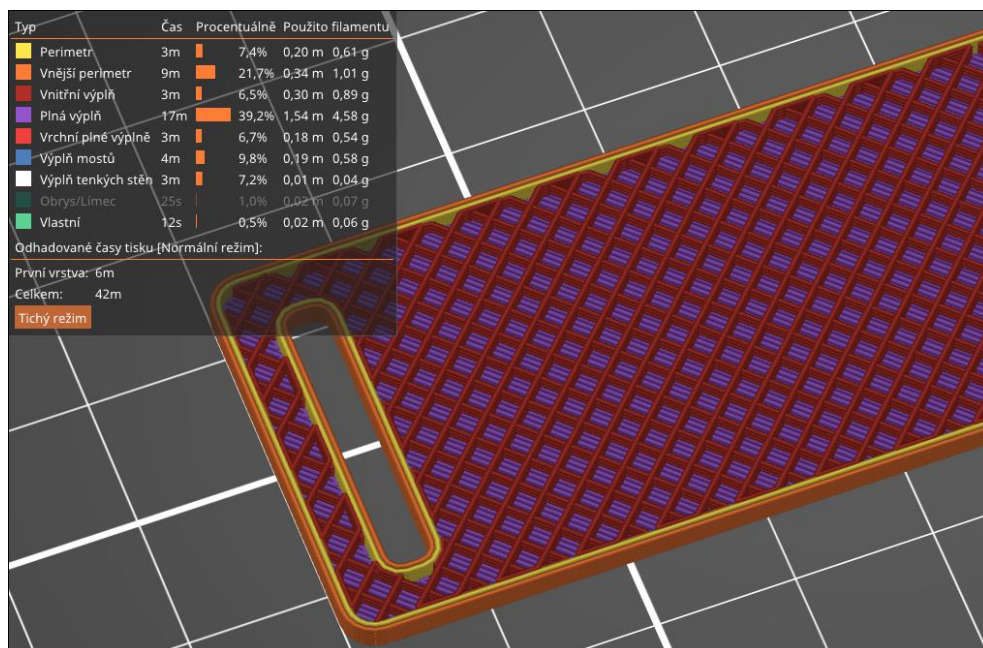 Typ Čas Procentuálně Použito filamentu
Perimetr 3m 7,4% 0,20 m 0,61 g
Vnější perimetr 9m 21,7% 0,34 m 1,01 g
Vnitřní výplň 3m 6,5% 0,30 m 0,89 g
Plná výplň 17m 39,2% 1,54 m 4,58 g
Vrchní plné výplně 3m 6,7% 0,18 m 0,54 g
Výplň mostů 4m 9,8% 0,19 m 0,58 g
Výplň tenkých stěn 3m 7,2% 0,01 m 0,04 g
Obrys/Límec 25s 1,0% 0,02 m 0,07 g
Vlastní 12s 0,5% 0,02 m 0,06 g
Odhadované časy tisku [Normální režim]:
První vrstva: 6m
Celkem: 42m
Tichý režim